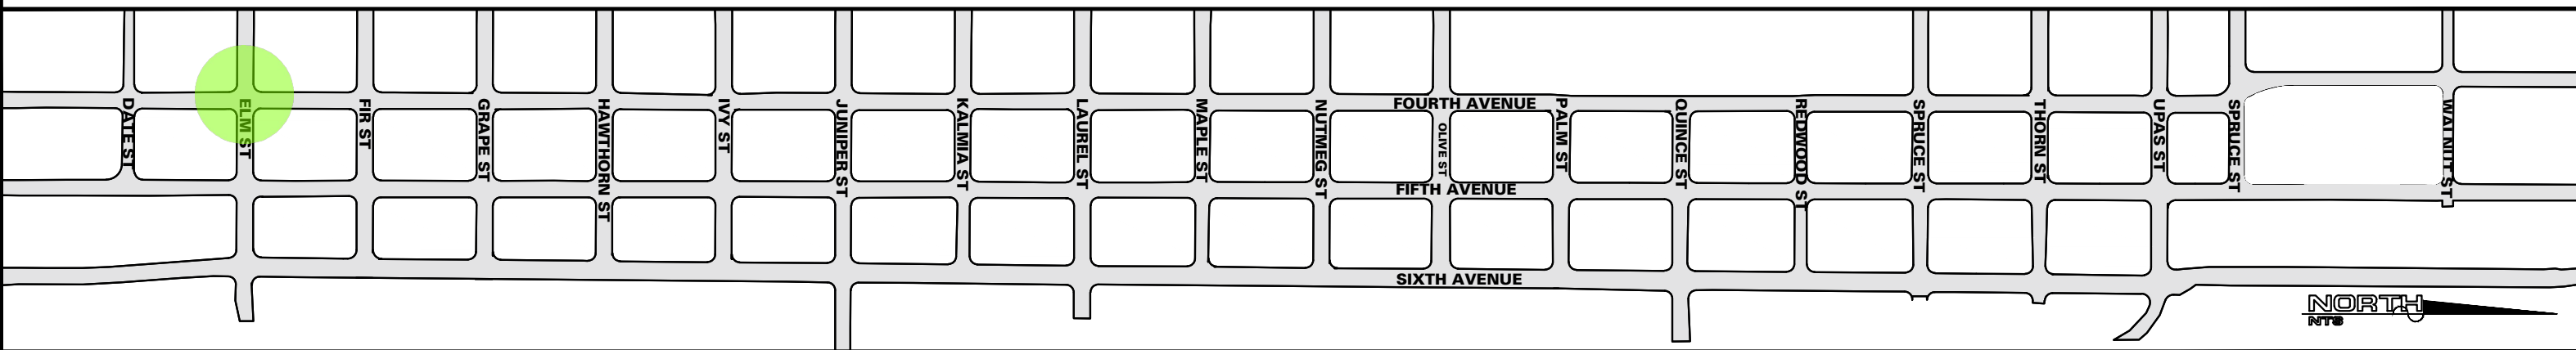 DATE ST
ELM ST
FIR ST
GRAPE ST
HAWTHORN ST
IVY ST
JUNIPER ST
KALMIA ST
LAUREL ST
MAPLE ST
NUTMEG ST
FOURTH AVENUE
OLIVE ST
FIFTH AVENUE
SIXTH AVENUE
PALM ST
QUINCE ST
REDWOOD ST
SPRUCE ST
THORN ST
UPAS ST
SPRUCE ST
WALNUT ST
NORTH
NTS